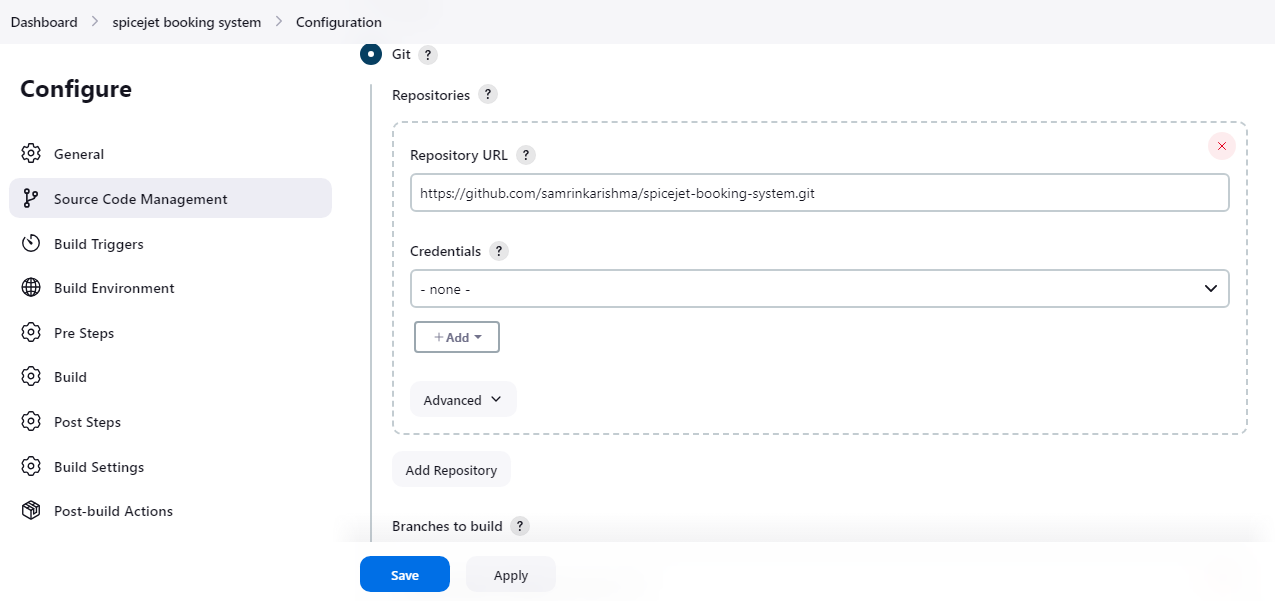 Dashboard > spicejet booking system > Configuration
Configure
General
Source Code Management
Build Triggers
Build Environment
Pre Steps
Build
Post Steps
Build Settings
Post-build Actions
Git ?
Repositories ?
Repository URL ?
https://github.com/samrinkarishma/spicejet-booking-system.git
Credentials ?
- none -
+ Add
Advanced
Add Repository
Branches to build ?
Save Apply